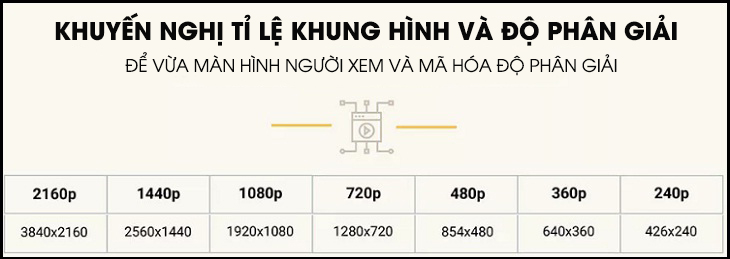 KHUYẾN NGHỊ TỈ LỆ KHUNG HÌNH VÀ ĐỘ PHÂN GIẢI
ĐỂ VỪA MÀN HÌNH NGƯỜI XEM VÀ MÃ HÓA ĐỘ PHÂN GIẢI
2160p 1440p 1080p 720p 480p 360p 240p
3840x2160 2560x1440 1920x1080 1280x720 854x480 640x360 426x240